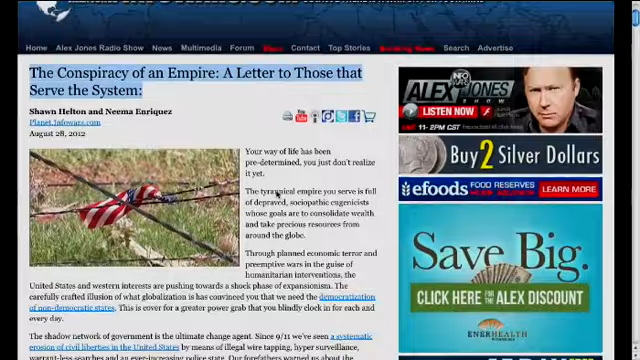 Home Alex Jones Radio Show News Multimedia Forum Contact Top Stories Breaking News Search Advertise
The Conspiracy of an Empire: A Letter to Those that
Serve the System:
Shawn Helton and Neema Enriquez
Planet.Infowars.com
August 28, 2012
Your way of life has been
pre-determined, you just don't realize
it yet.
The tyrannical empire you serve is full
of depraved, sociopathic eugenicists
whose goals are to consolidate wealth
and take precious resources from
around the globe.
Through planned economic terror and
preemptive wars in the guise of
humanitarian interventions, the
United States and western interests are pushing towards a shock phase of expansionism. The
carefully crafted illusion of what globalization is has convinced you that we need the democratization
of non-democratic states. This is cover for a greater power grab that you blindly clock in for each and
every day.
The shadow network of government is the ultimate change agent. Since 9/11 we've seen a systematic
erosion of civil liberties in the United States by means of illegal wire tapping, hyper surveillance,
warrant-less searches and an ever-increasing police state. Our forefathers warned us about the
INFO
WARS
ALEX JONES
SHOW
LISTEN NOW
11-2PM CST
Buy 2 Silver Dollars
efoods FOOD RESERVES LEARN MORE
Save Big.
CLICK HERE FOR THE ALEX DISCOUNT
ENERHEALTH